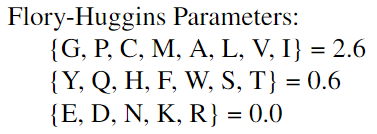 Flory-Huggins Parameters:
{G, P, C, M, A, L, V, I} = 2.6
{Y, Q, H, F, W, S, T} = 0.6
{E, D, N, K, R} = 0.0